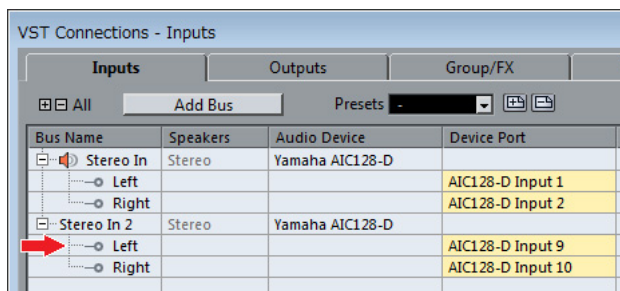 VST Connections - Inputs
Inputs Outputs Group/FX
All Add Bus Presets -
Bus Name Speakers Audio Device Device Port
Stereo In Stereo Yamaha AIC128-D
Left AIC128-D Input 1
Right AIC128-D Input 2
Stereo In 2 Stereo Yamaha AIC128-D
Left AIC128-D Input 9
Right AIC128-D Input 10